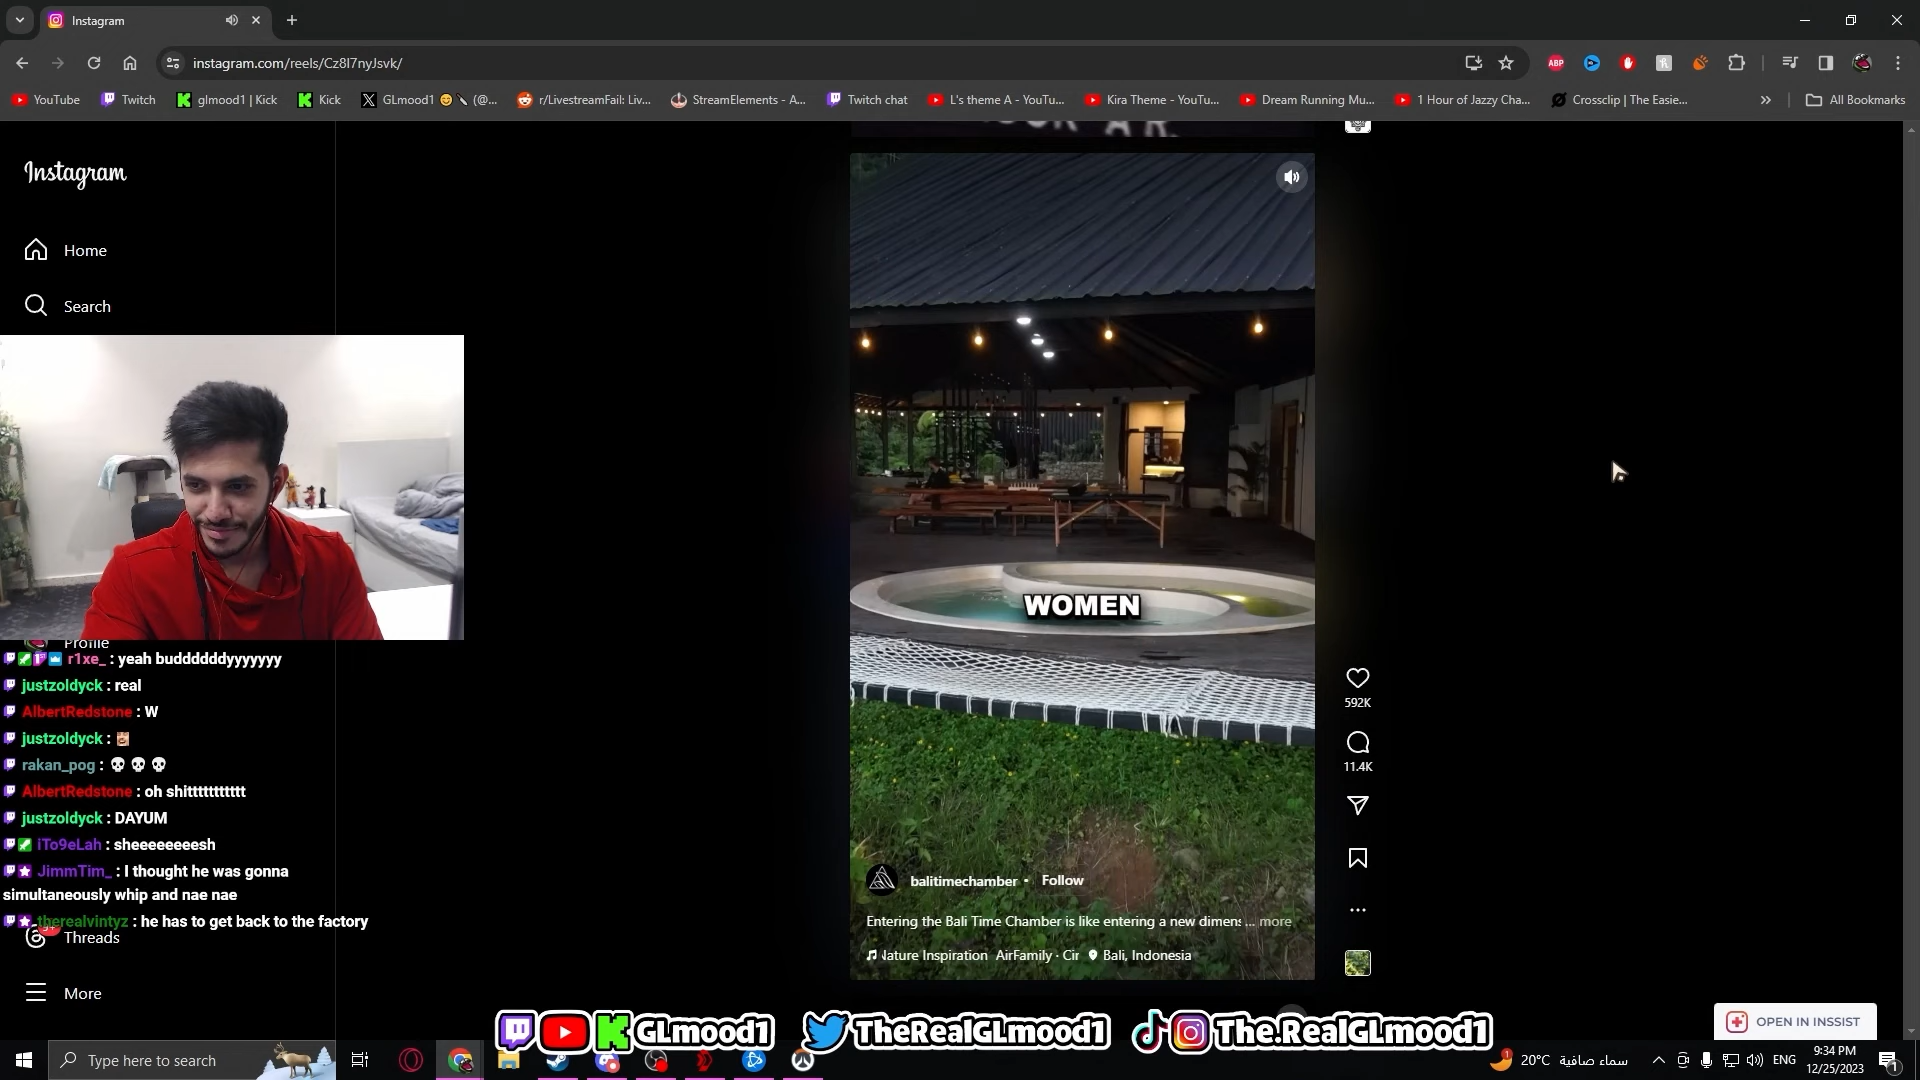 Instagram
instagram.com/reels/Cz8l7nyJsvk/
ABP
YouTube
Twitch
glmood1 | Kick
Kick
GLmood1 😊🔪 (@...
r/LivestreamFail: Liv...
StreamElements - A...
Twitch chat
L's theme A - YouTu...
Kira Theme - YouTu...
Dream Running Mu...
1 Hour of Jazzy Cha...
Crossclip | The Easie...
All Bookmarks
Instagram
Home
Search
Profile
r1xe_ : yeah buddddddyyyyyyy
justzoldyck : real
AlbertRedstone : W
justzoldyck :
rakan_pog : 💀 💀 💀
AlbertRedstone : oh shittttttttttt
justzoldyck : DAYUM
iTo9eLah : sheeeeeeeesh
JimmTim_ : I thought he was gonna
simultaneously whip and nae nae
therealvintyz : he has to get back to the factory
Threads
More
WOMEN
592K
11.4K
balitimechamber • Follow
Entering the Bali Time Chamber is like entering a new dimens ... more
Nature Inspiration AirFamily · Cir Bali, Indonesia
GLmood1
TheRealGLmood1
The.RealGLmood1
OPEN IN INSSIST
Type here to search
1
20°C سماء صافية
ENG
9:34 PM
12/25/2023
1